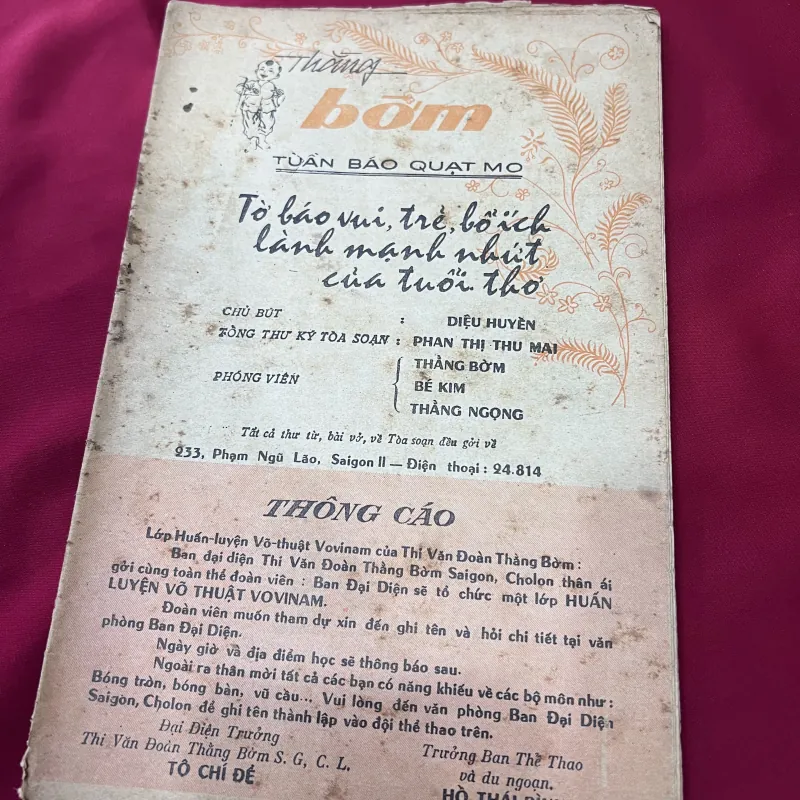 Thằng
bờm
TUẦN BÁO QUẠT MO
Tờ báo vui, trẻ, bổ ích
lành mạnh nhứt
của tuổi thơ
CHỦ BÚT : DIỆU HUYỀN
TỔNG THƯ KÝ TÒA SOẠN : PHAN THỊ THU MAI
PHÓNG VIÊN { THẰNG BỜM
BÉ KIM
THẰNG NGỌNG
Tất cả thư từ, bài vở, về Tòa soạn đều gởi về
233, Phạm Ngũ Lão, Saigon II — Điện thoại : 24.814
THÔNG CÁO
Lớp Huấn-luyện Võ-thuật Vovinam của Thi Văn Đoàn Thằng Bờm :
Ban đại diện Thi Văn Đoàn Thằng Bờm Saigon, Cholon thân ái
gởi cùng toàn thể đoàn viên : Ban Đại Diện sẽ tổ chức một lớp HUẤN
LUYỆN VÕ THUẬT VOVINAM.
Đoàn viên muốn tham dự xin đến ghi tên và hỏi chi tiết tại văn
phòng Ban Đại Diện.
Ngày giờ và địa điểm học sẽ thông báo sau.
Ngoài ra thân mời tất cả các bạn có năng khiếu về các bộ môn như :
Bóng tròn, bóng bàn, vũ cầu... Vui lòng đến văn phòng Ban Đại Diện
Saigon, Cholon để ghi tên thành lập vào đội thể thao trên.
Đại Diện Trưởng
Thi Văn Đoàn Thằng Bờm S. G, C. L.
TÔ CHÍ ĐỆ
Trưởng Ban Thể Thao
và du ngoạn.
HỒ THÁI